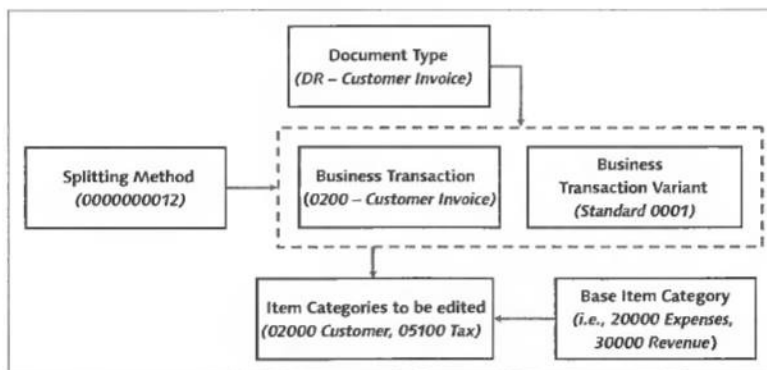 Document Type
(DR – Customer Invoice)
Splitting Method
(0000000012)
Business Transaction
(0200 – Customer Invoice)
Business
Transaction Variant
(Standard 0001)
Item Categories to be edited
(02000 Customer, 05100 Tax)
Base Item Category
(i.e., 20000 Expenses,
30000 Revenue)